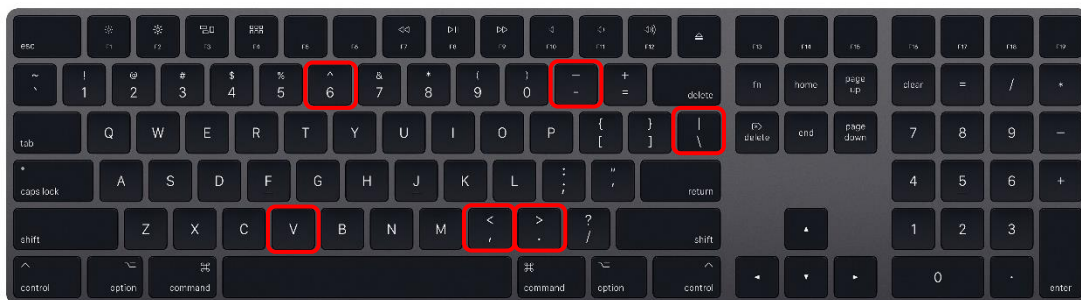 esc F1 F2 F3 F4 F5 F6 F7 F8 F9 F10 F11 F12 F13 F14 F15 F16 F17 F18 F19
~ ! @ # $ % ^ & * ( ) — +
` 1 2 3 4 5 6 7 8 9 0 - = delete fn home page up clear = / *
tab Q W E R T Y U I O P { [ } ] | \ delete end page down 7 8 9 −
caps lock A S D F G H J K L : ; " ' return 4 5 6 +
shift Z X C V B N M < , > . ? / shift ▲ 1 2 3
control option command command option control ◄ ▼ ► 0 . enter